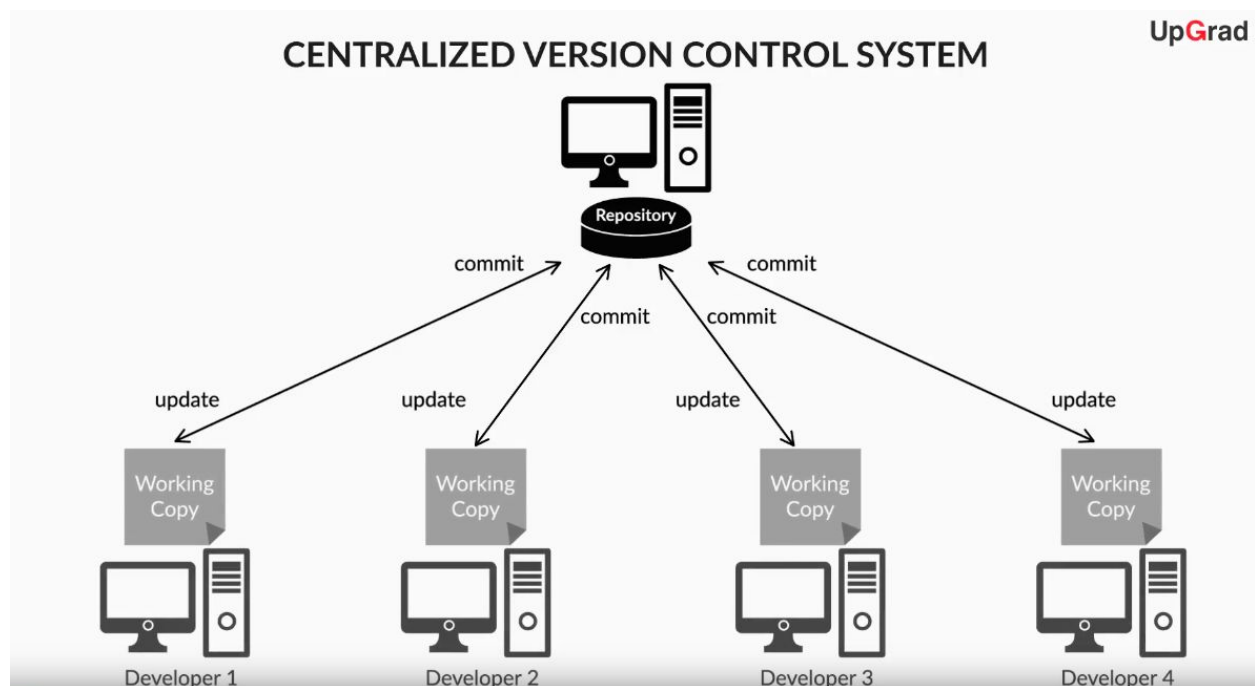 UpGrad
CENTRALIZED VERSION CONTROL SYSTEM
Repository
commit
commit
commit
commit
update
update
update
update
Working
Copy
Working
Copy
Working
Copy
Working
Copy
Developer 1
Developer 2
Developer 3
Developer 4